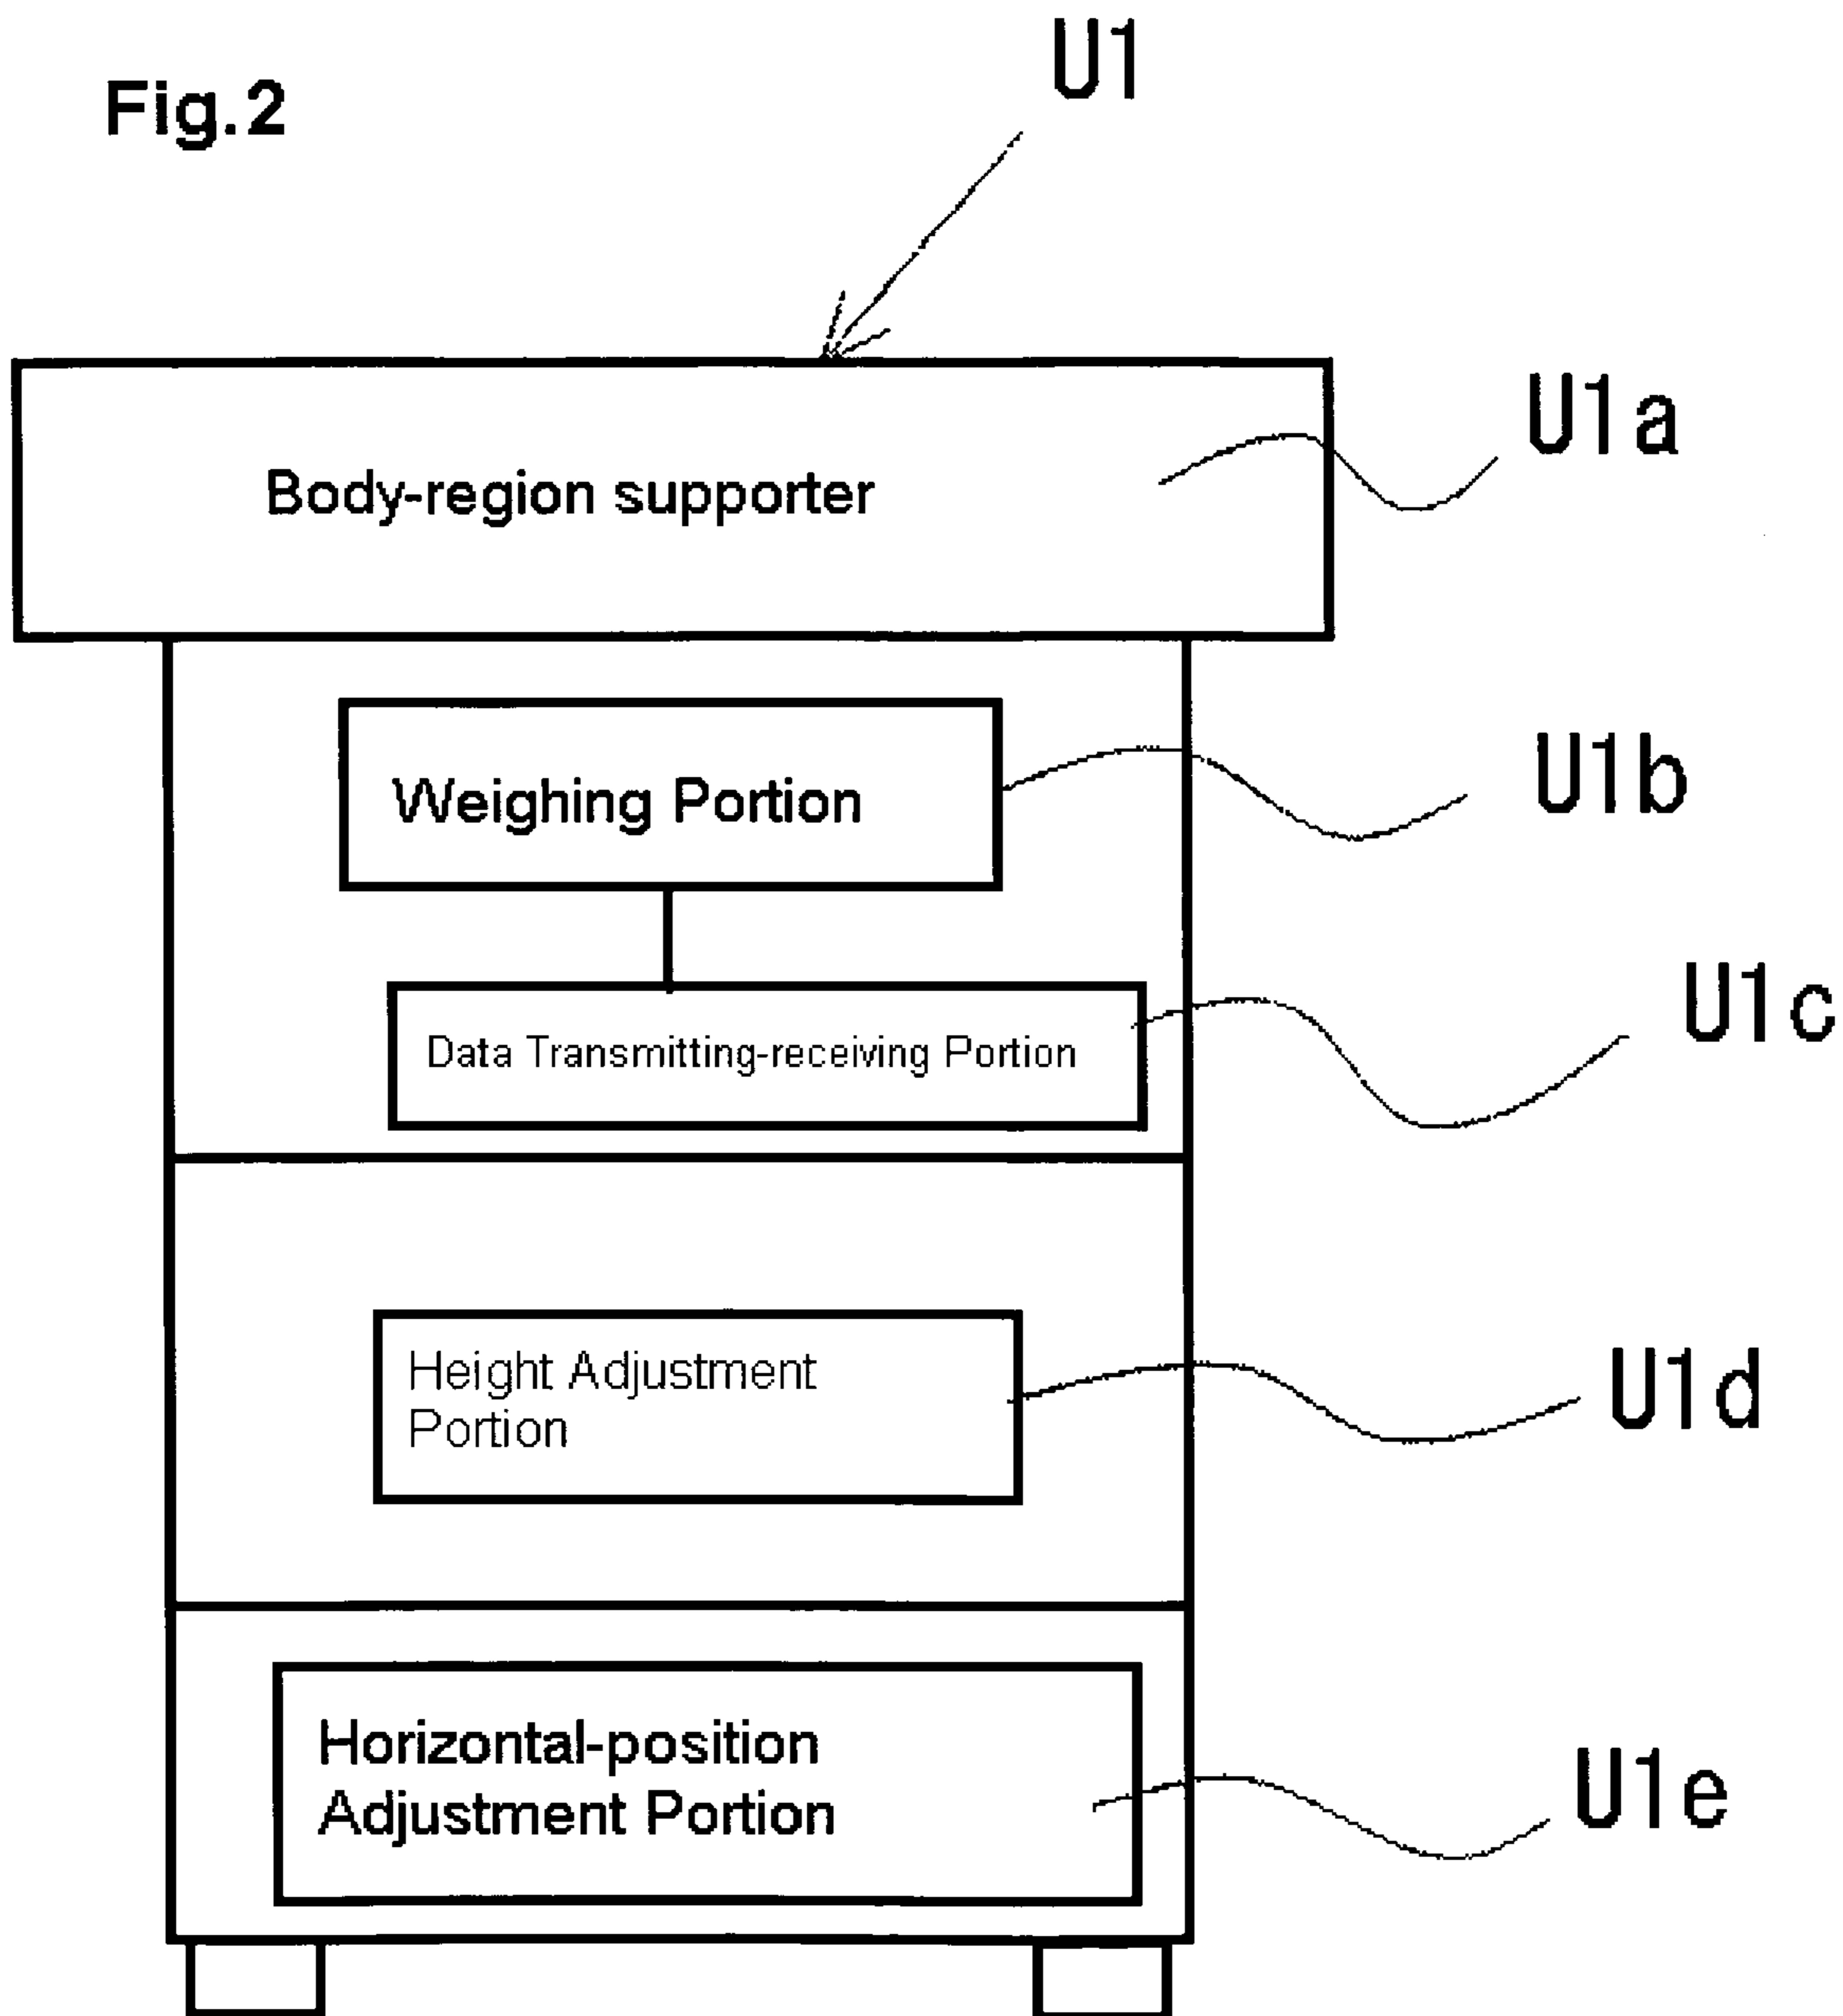 U1
Fig.2
U1a
Body-region supporter
U1b
Weighing Portion
U1c
Data Transmitting-receiving Portion
U1d
Height Adjustment
Portion
Horizontal-position
U1e
Adjustment Portion